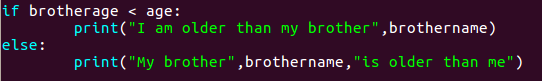 if brotherage < age:
        print("I am older than my brother",brothername)
else:
        print("My brother",brothername,"is older than me")